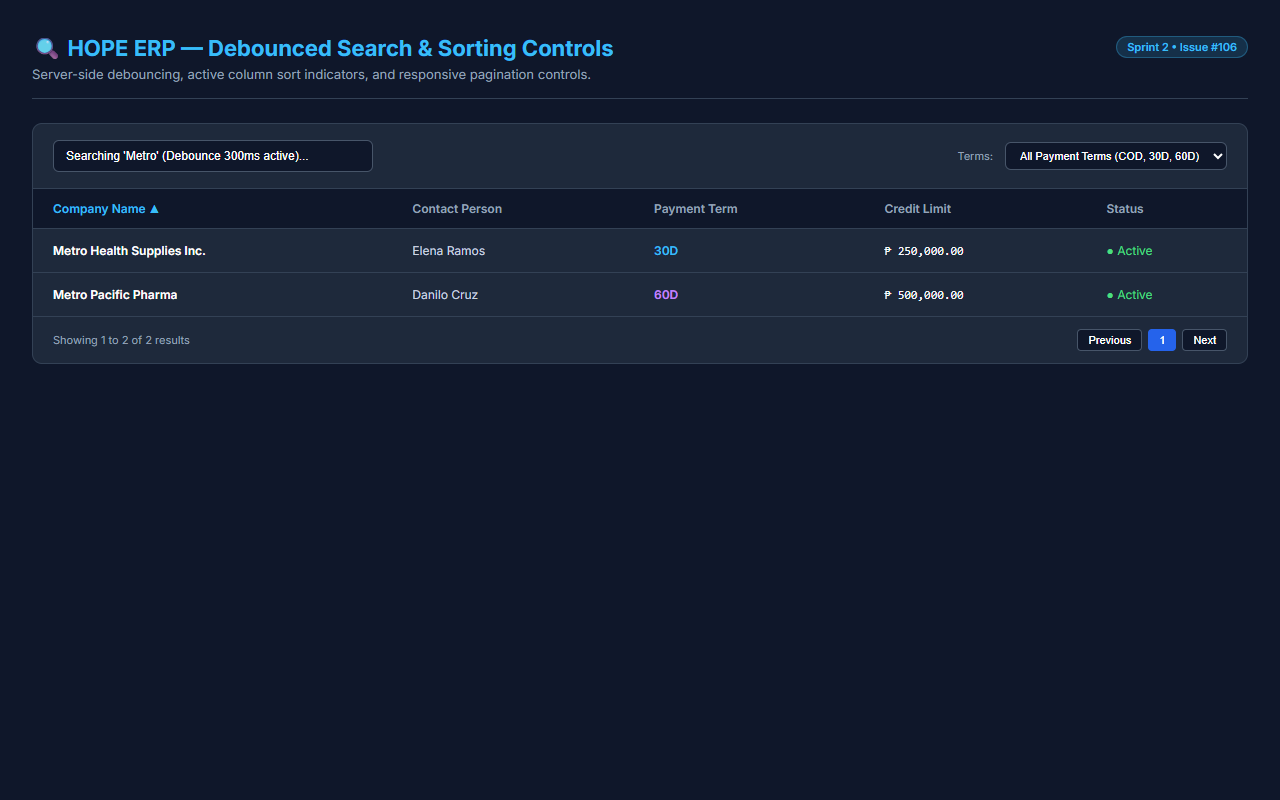 HOPE ERP — Debounced Search & Sorting Controls
Sprint 2 • Issue #106
Server-side debouncing, active column sort indicators, and responsive pagination controls.
Searching 'Metro' (Debounce 300ms active)...
Terms: All Payment Terms (COD, 30D, 60D)
Company Name ▲ Contact Person Payment Term Credit Limit Status
Metro Health Supplies Inc. Elena Ramos 30D ₱ 250,000.00 ● Active
Metro Pacific Pharma Danilo Cruz 60D ₱ 500,000.00 ● Active
Showing 1 to 2 of 2 results Previous 1 Next